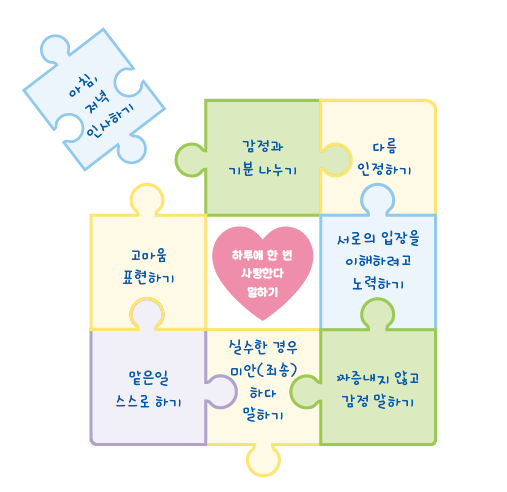 아침,
저녁
인사하기
감정과
기분 나누기
다름
인정하기
고마움
표현하기
하루에 한 번
사랑한다
말하기
서로의 입장을
이해하려고
노력하기
맡은일
스스로 하기
실수한 경우
미안(죄송)
하다
말하기
짜증내지 않고
감정 말하기